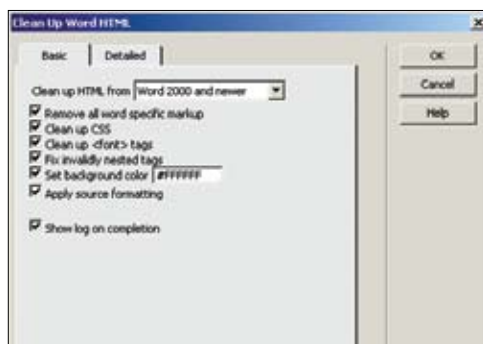 Clean Up Word HTML
Basic Detailed
OK
Cancel
Help
Clean up HTML from Word 2000 and newer
Remove all word specific markup
Clean up CSS
Clean up <font> tags
Fix invalidly nested tags
Set background color #FFFFFF
Apply source formatting
Show log on completion